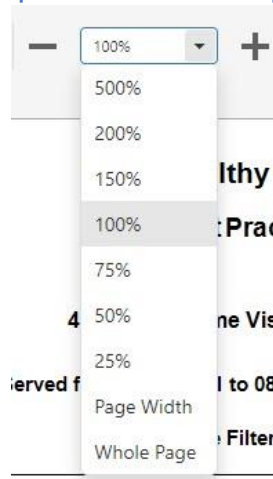 100%
500%
200%
150%
lthy
100%
t Prac
75%
4
50%
ne Vis
25%
served f
l to 08
Page Width
Filter
Whole Page